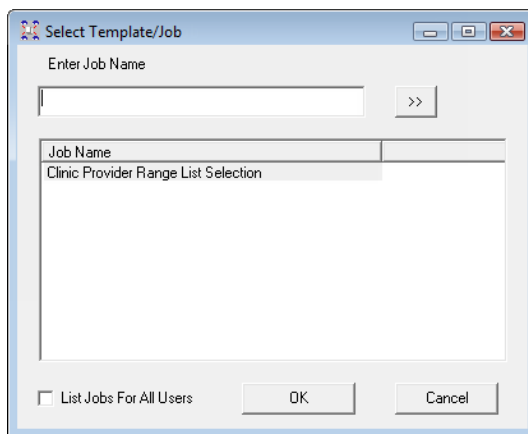 Select Template/Job
Enter Job Name
>>
Job Name
Clinic Provider Range List Selection
List Jobs For All Users
OK
Cancel